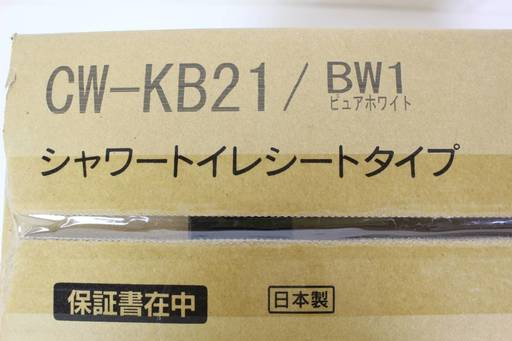 CW-KB21/BW1
ピュアホワイト
シャワートイレシートタイプ
保証書在中
日本製